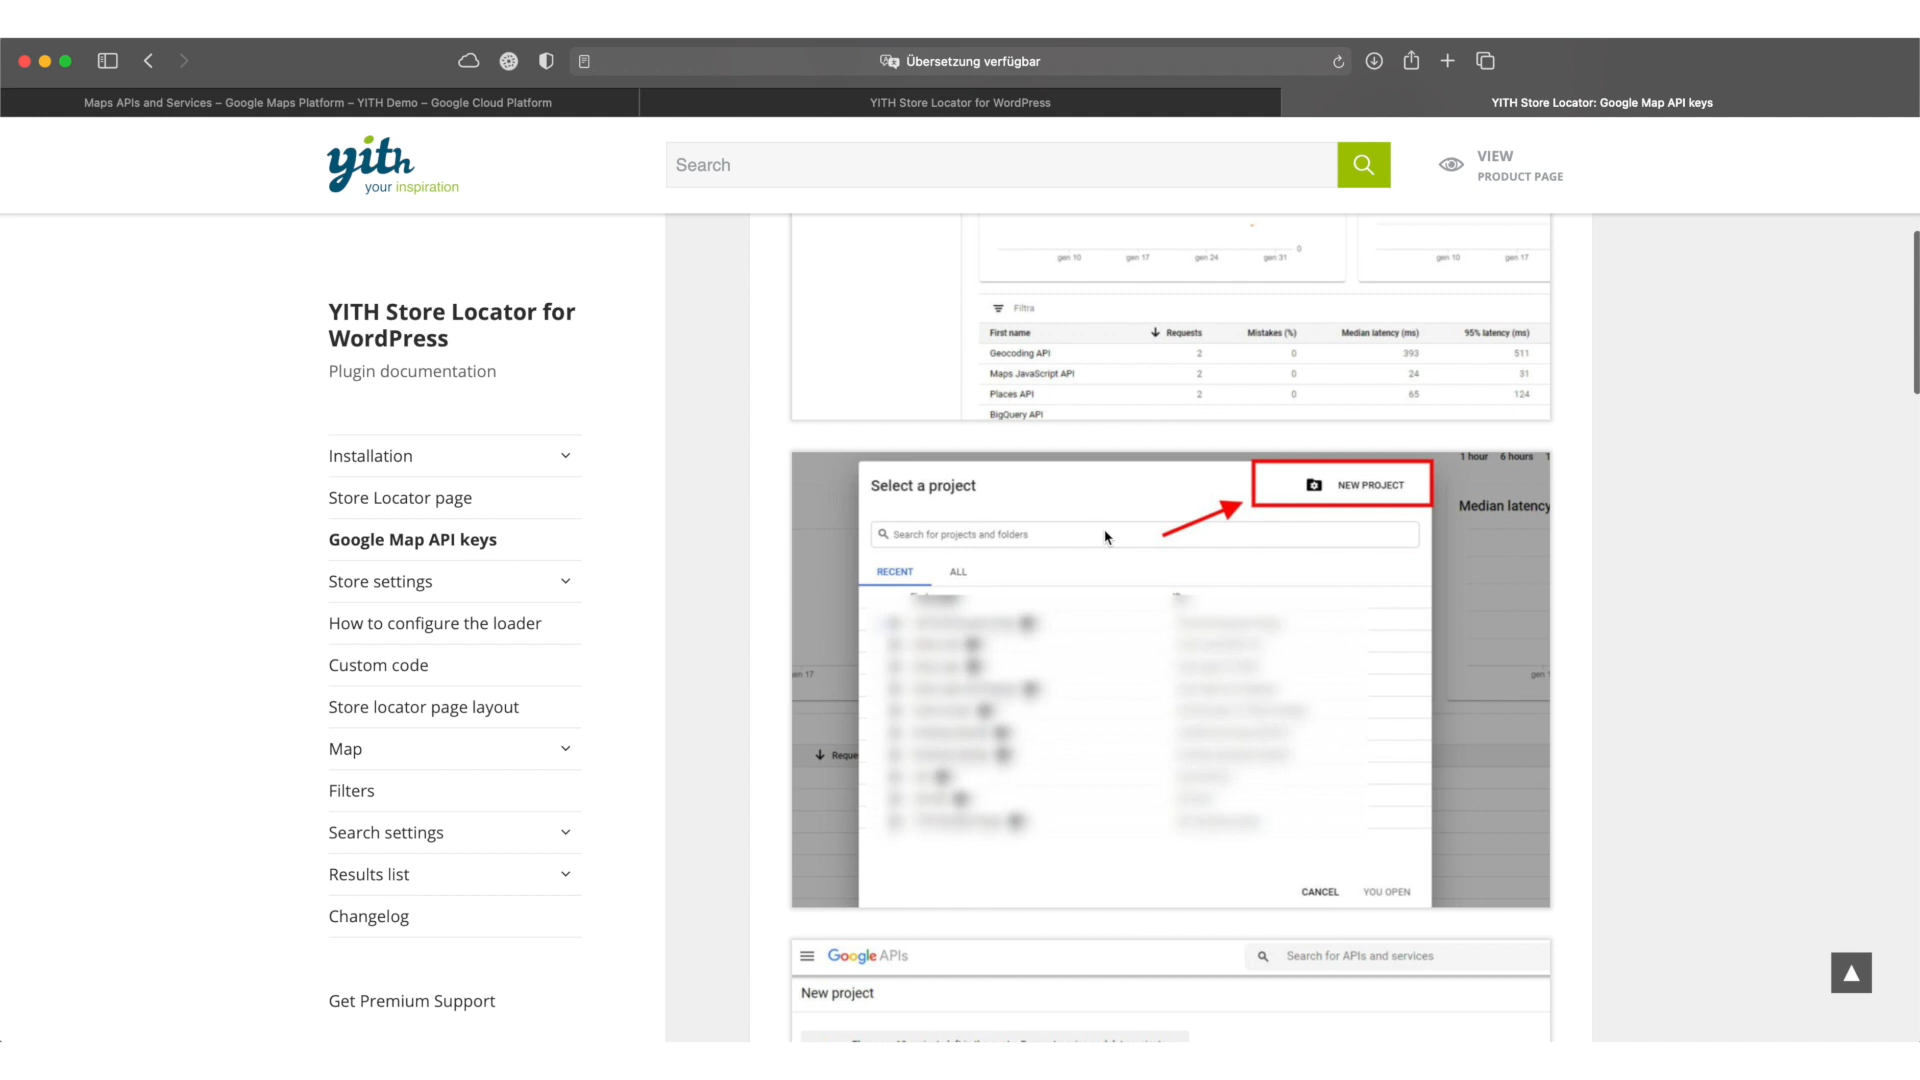 Übersetzung verfügbar
Maps APIs and Services – Google Maps Platform – YITH Demo – Google Cloud Platform
YITH Store Locator for WordPress
YITH Store Locator: Google Map API keys
yith
your inspiration
Search
VIEW
PRODUCT PAGE
YITH Store Locator for
WordPress
Plugin documentation
Installation
Store Locator page
Google Map API keys
Store settings
How to configure the loader
Custom code
Store locator page layout
Map
Filters
Search settings
Results list
Changelog
Get Premium Support
0
gen 10 gen 17 gen 24 gen 31
gen 10 gen 17
Filtra
First name Requests Mistakes (%) Median latency (ms) 95% latency (ms)
Geocoding API 2 0 393 511
Maps JavaScript API 2 0 24 31
Places API 2 0 65 124
BigQuery API
1 hour 6 hours 1
Select a project
NEW PROJECT
Median latency
Search for projects and folders
RECENT ALL
en 17
gen 1
Reque
CANCEL YOU OPEN
Google APIs
Search for APIs and services
New project